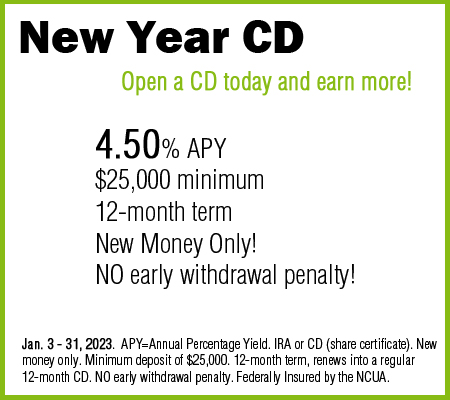 New Year CD
Open a CD today and earn more!
4.50% APY
$25,000 minimum
12-month term
New Money Only!
NO early withdrawal penalty!
Jan. 3 - 31, 2023.  APY=Annual Percentage Yield. IRA or CD (share certificate). New
money only. Minimum deposit of $25,000. 12-month term, renews into a regular
12-month CD. NO early withdrawal penalty. Federally Insured by the NCUA.